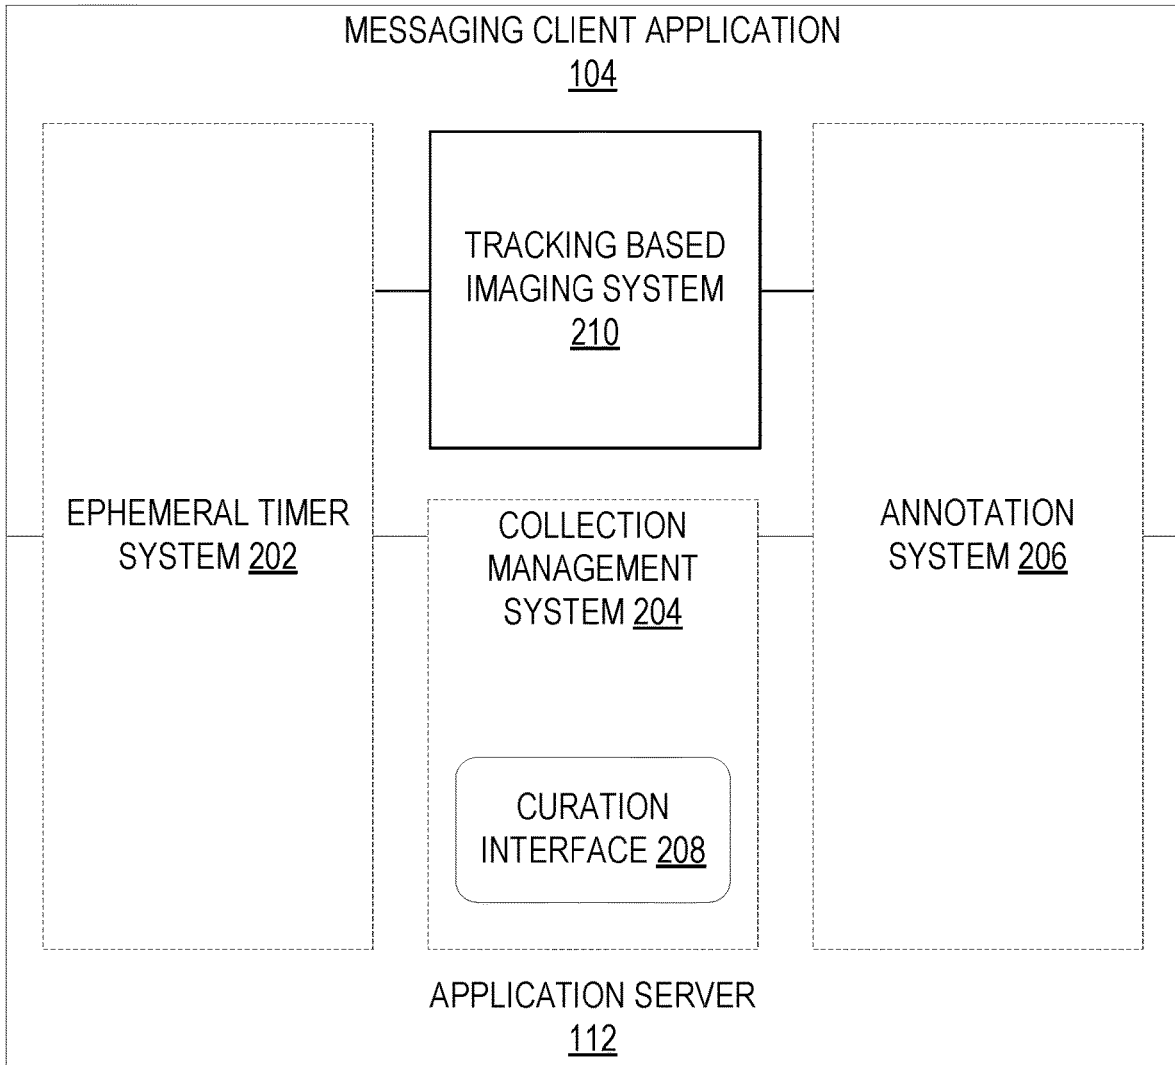 MESSAGING CLIENT APPLICATION
104
TRACKING BASED
IMAGING SYSTEM
210
EPHEMERAL TIMER
SYSTEM 202
COLLECTION
MANAGEMENT
SYSTEM 204
ANNOTATION
SYSTEM 206
CURATION
INTERFACE 208
APPLICATION SERVER
112